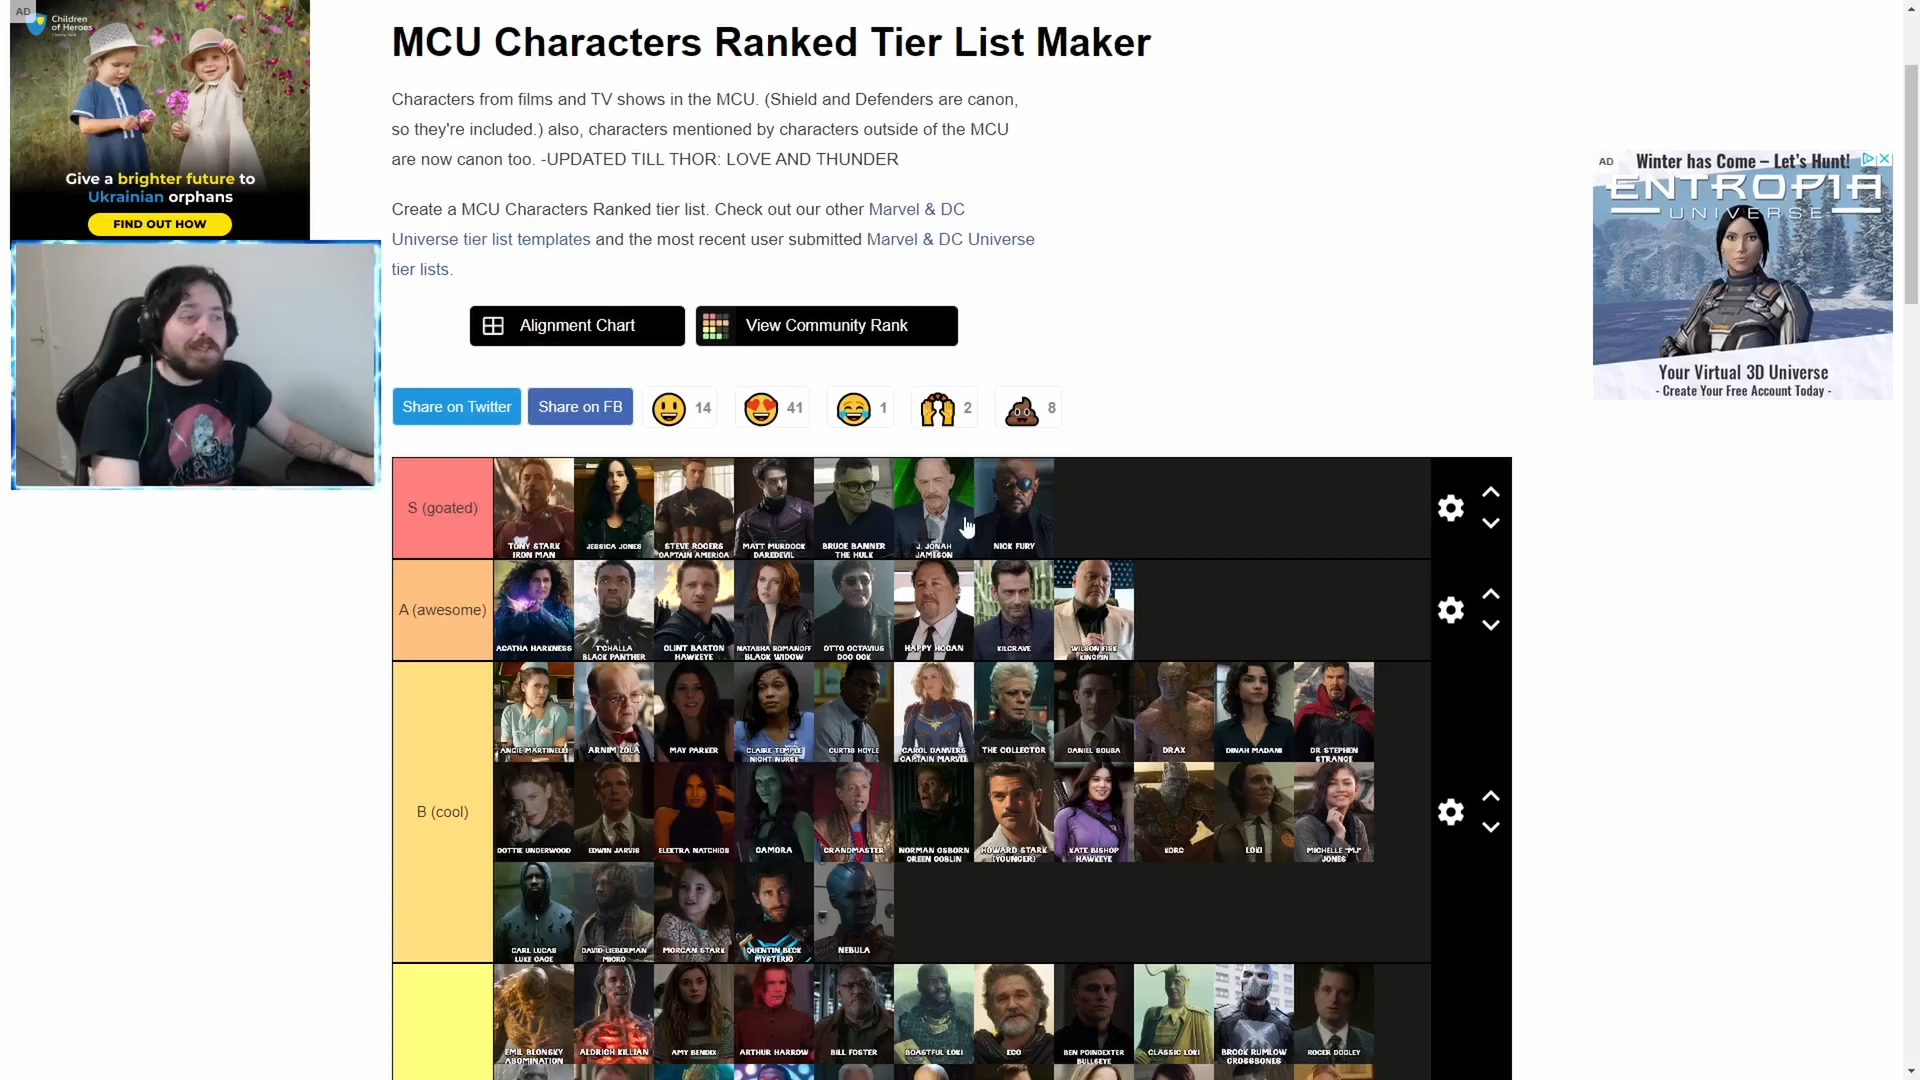 AD
Children
of Heroes
Give a brighter future to
Ukrainian orphans
FIND OUT HOW
MCU Characters Ranked Tier List Maker
Characters from films and TV shows in the MCU. (Shield and Defenders are canon,
so they're included.) also, characters mentioned by characters outside of the MCU
are now canon too. -UPDATED TILL THOR: LOVE AND THUNDER
Create a MCU Characters Ranked tier list. Check out our other Marvel & DC
Universe tier list templates and the most recent user submitted Marvel & DC Universe
tier lists.
Alignment Chart
View Community Rank
Share on Twitter
Share on FB
14
41
1
2
8
AD
Winter has Come – Let's Hunt!
ENTROPIA
UNIVERSE
Your Virtual 3D Universe
- Create Your Free Account Today -
S (goated)
TONY STARK
IRON MAN
JESSICA JONES
STEVE ROGERS
CAPTAIN AMERICA
MATT MURDOCK
DAREDEVIL
BRUCE BANNER
THE HULK
J. JONAH
JAMESON
NICK FURY
A (awesome)
AGATHA HARKNESS
T'CHALLA
BLACK PANTHER
CLINT BARTON
HAWKEYE
NATASHA ROMANOFF
BLACK WIDOW
OTTO OCTAVIUS
DOC OCK
HAPPY HOGAN
KILGRAVE
WILSON FISK
KINGPIN
B (cool)
ANGIE MARTINELLI
ARNIM ZOLA
MAY PARKER
CLAIRE TEMPLE
NIGHT NURSE
CURTIS HOYLE
CAROL DANVERS
CAPTAIN MARVEL
THE COLLECTOR
DANIEL SOUSA
DRAX
DINAH MADANI
DR STEPHEN
STRANGE
DOTTIE UNDERWOOD
EDWIN JARVIS
ELEKTRA NATCHIOS
GAMORA
GRANDMASTER
NORMAN OSBORN
GREEN GOBLIN
HOWARD STARK
(YOUNGER)
KATE BISHOP
HAWKEYE
KORG
LOKI
MICHELLE "MJ"
JONES
CARL LUCAS
LUKE CAGE
DAVID LIEBERMAN
MICRO
MORGAN STARK
QUENTIN BECK
MYSTERIO
NEBULA
EMIL BLONSKY
ABOMINATION
ALDRICH KILLIAN
AMY BENDIX
ARTHUR HARROW
BILL FOSTER
BOASTFUL LOKI
EGO
BEN POINDEXTER
BULLSEYE
CLASSIC LOKI
BROCK RUMLOW
CROSSBONES
ROGER DOOLEY